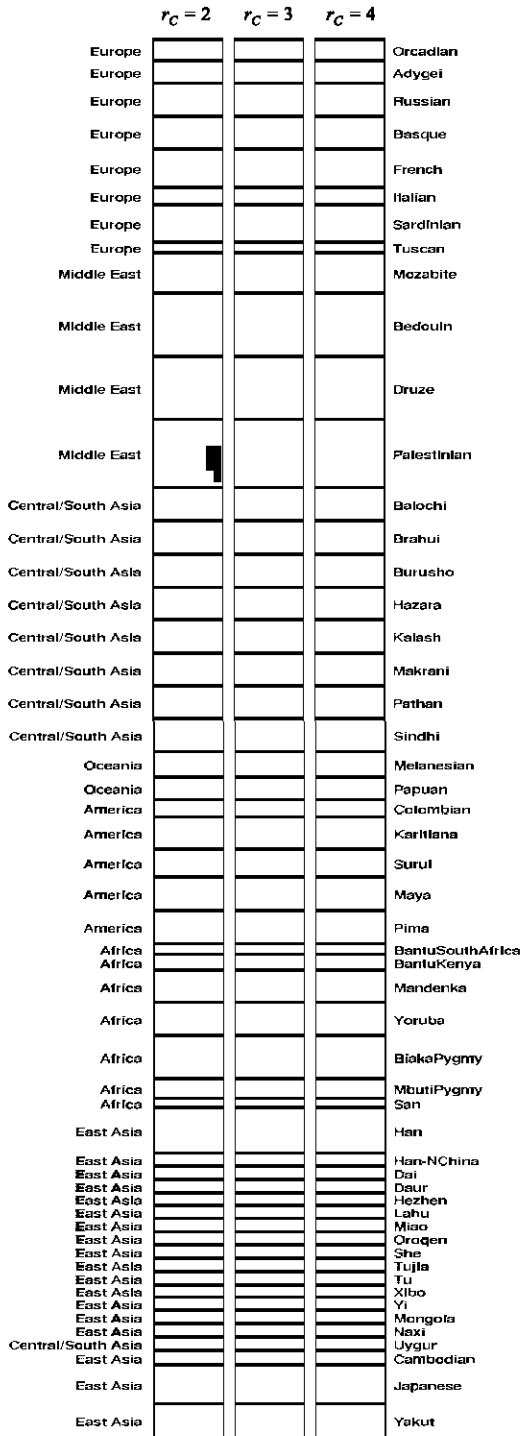 r_C = 2 r_C = 3 r_C = 4
Europe Orcadian
Europe Adygei
Europe Russian
Europe Basque
Europe French
Europe Italian
Europe Sardinian
Europe Tuscan
Middle East Mozabite
Middle East Bedouin
Middle East Druze
Middle East Palestinian
Central/South Asia Balochi
Central/South Asia Brahui
Central/South Asia Burusho
Central/South Asia Hazara
Central/South Asia Kalash
Central/South Asia Makrani
Central/South Asia Pathan
Central/South Asia Sindhi
Oceania Melanesian
Oceania Papuan
America Colombian
America Karitiana
America Surui
America Maya
America Pima
Africa BantuSouthAfrica
Africa BantuKenya
Africa Mandenka
Africa Yoruba
Africa BiakaPygmy
Africa MbutiPygmy
Africa San
East Asia Han
East Asia Han-NChina
East Asia Dai
East Asia Daur
East Asia Hezhen
East Asia Lahu
East Asia Miao
East Asia Oroqen
East Asia She
East Asia Tujia
East Asia Tu
East Asia Xibo
East Asia Yi
East Asia Mongola
East Asia Naxi
Central/South Asia Uygur
East Asia Cambodian
East Asia Japanese
East Asia Yakut